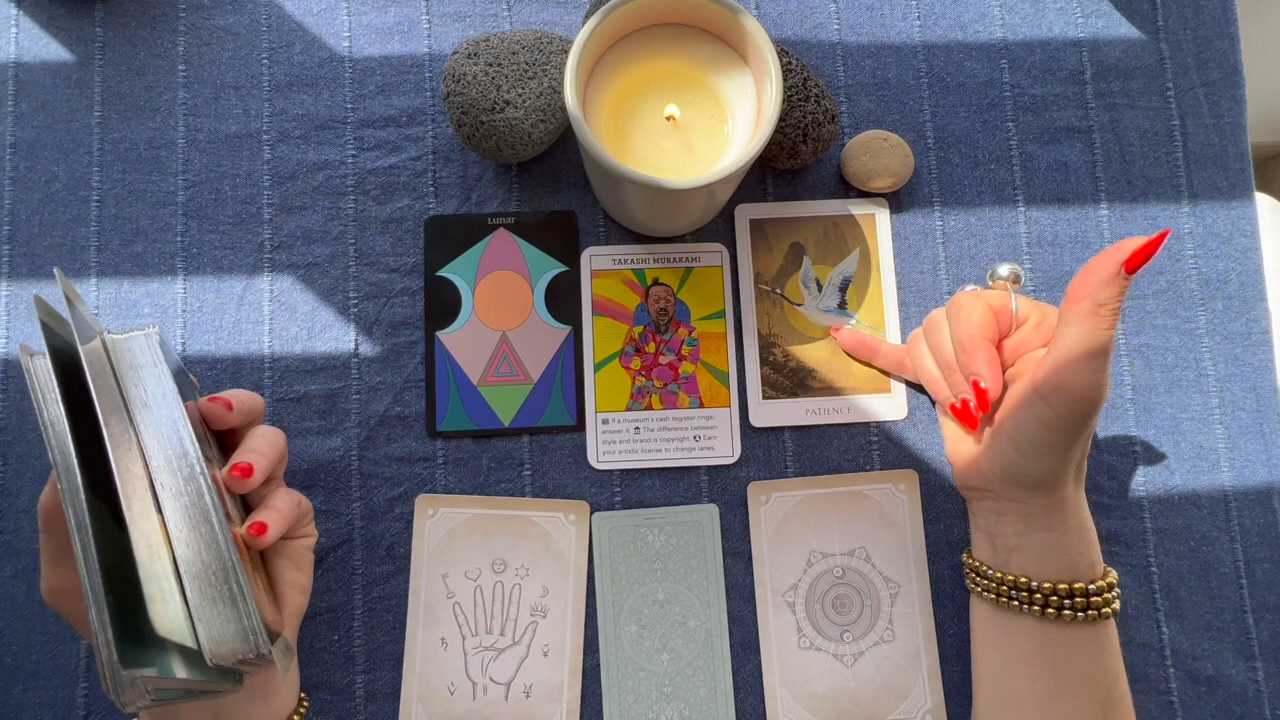 Lunar
TAKASHI MURAKAMI
If a museum's cash register rings,
answer it. The difference between
style and brand is copyright. Earn
your artistic license to change lanes.
PATIENCE